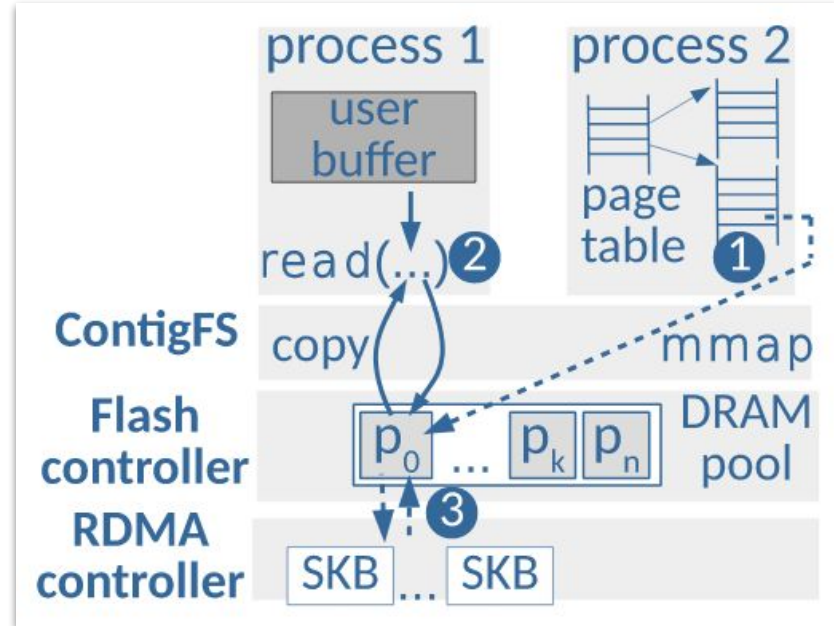 process 1
process 2
user
buffer
page
table
1
read(...)
2
ContigFS
copy
mmap
Flash
controller
p0 ... pk pn
DRAM
pool
3
RDMA
controller
SKB ... SKB